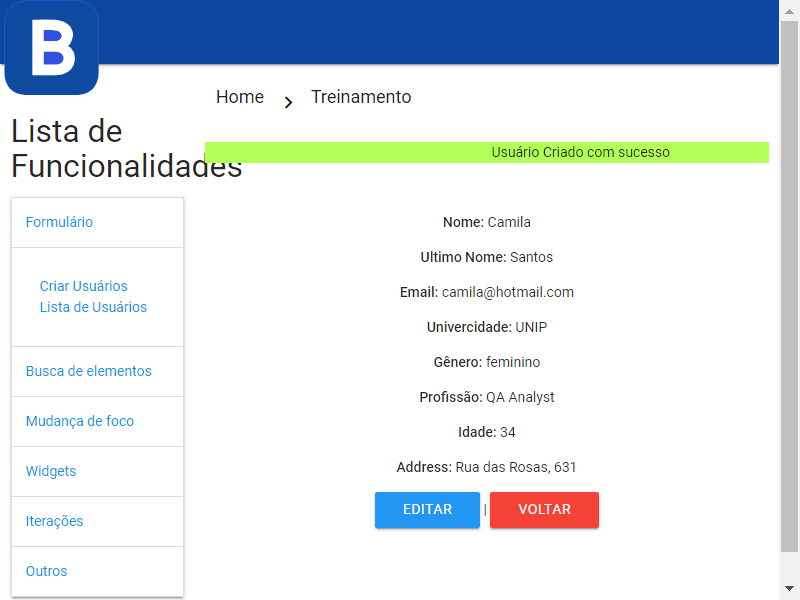 B
Home
Treinamento
Lista de
Funcionalidades
Usuário Criado com sucesso
Formulário
Criar Usuários
Lista de Usuários
Busca de elementos
Mudança de foco
Widgets
Iterações
Outros
Nome: Camila
Ultimo Nome: Santos
Email: camila@hotmail.com
Univercidade: UNIP
Gênero: feminino
Profissão: QA Analyst
Idade: 34
Address: Rua das Rosas, 631
EDITAR | VOLTAR